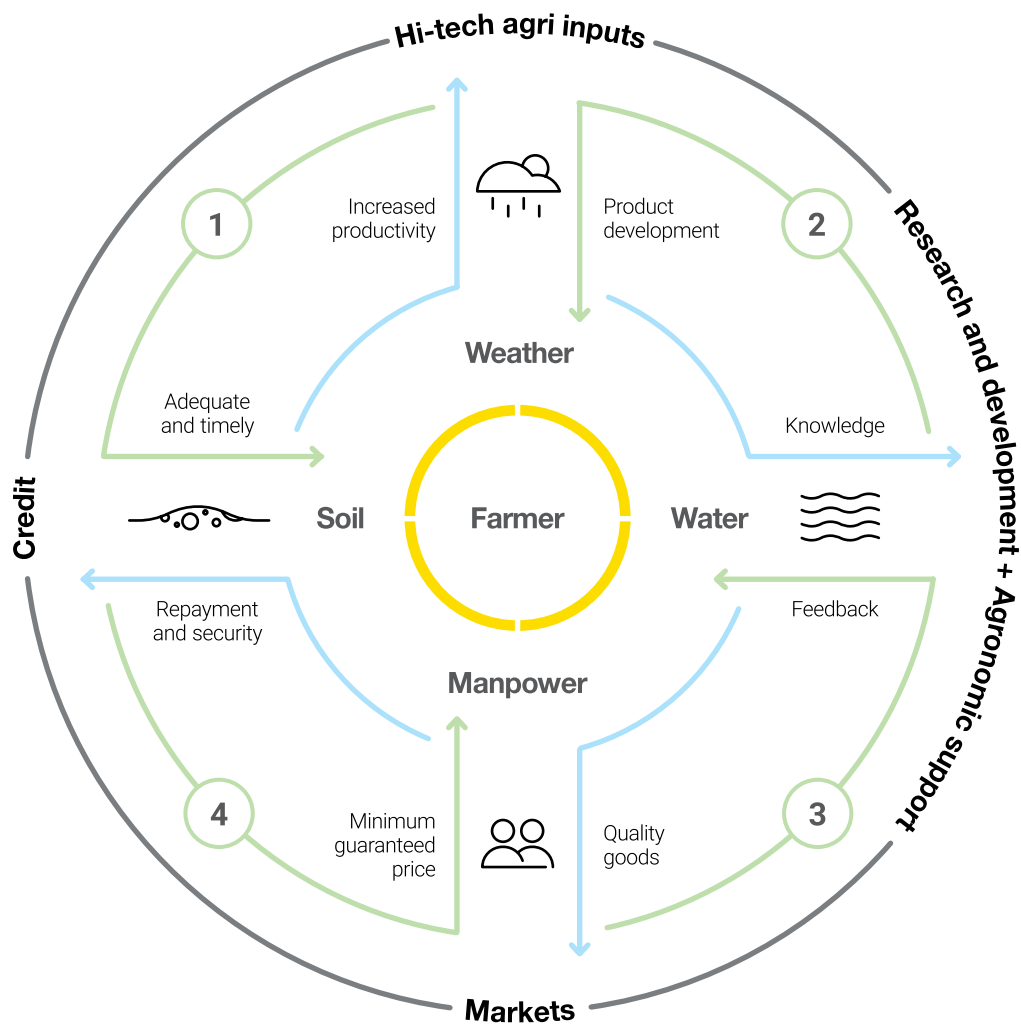 Hi-tech agri inputs
1
Increased
productivity
Product
development
2
Research and development + Agronomic support
Weather
Adequate
and timely
Knowledge
Credit
Soil
Farmer
Water
Repayment
and security
Feedback
Manpower
4
Minimum
guaranteed
price
Quality
goods
3
Markets